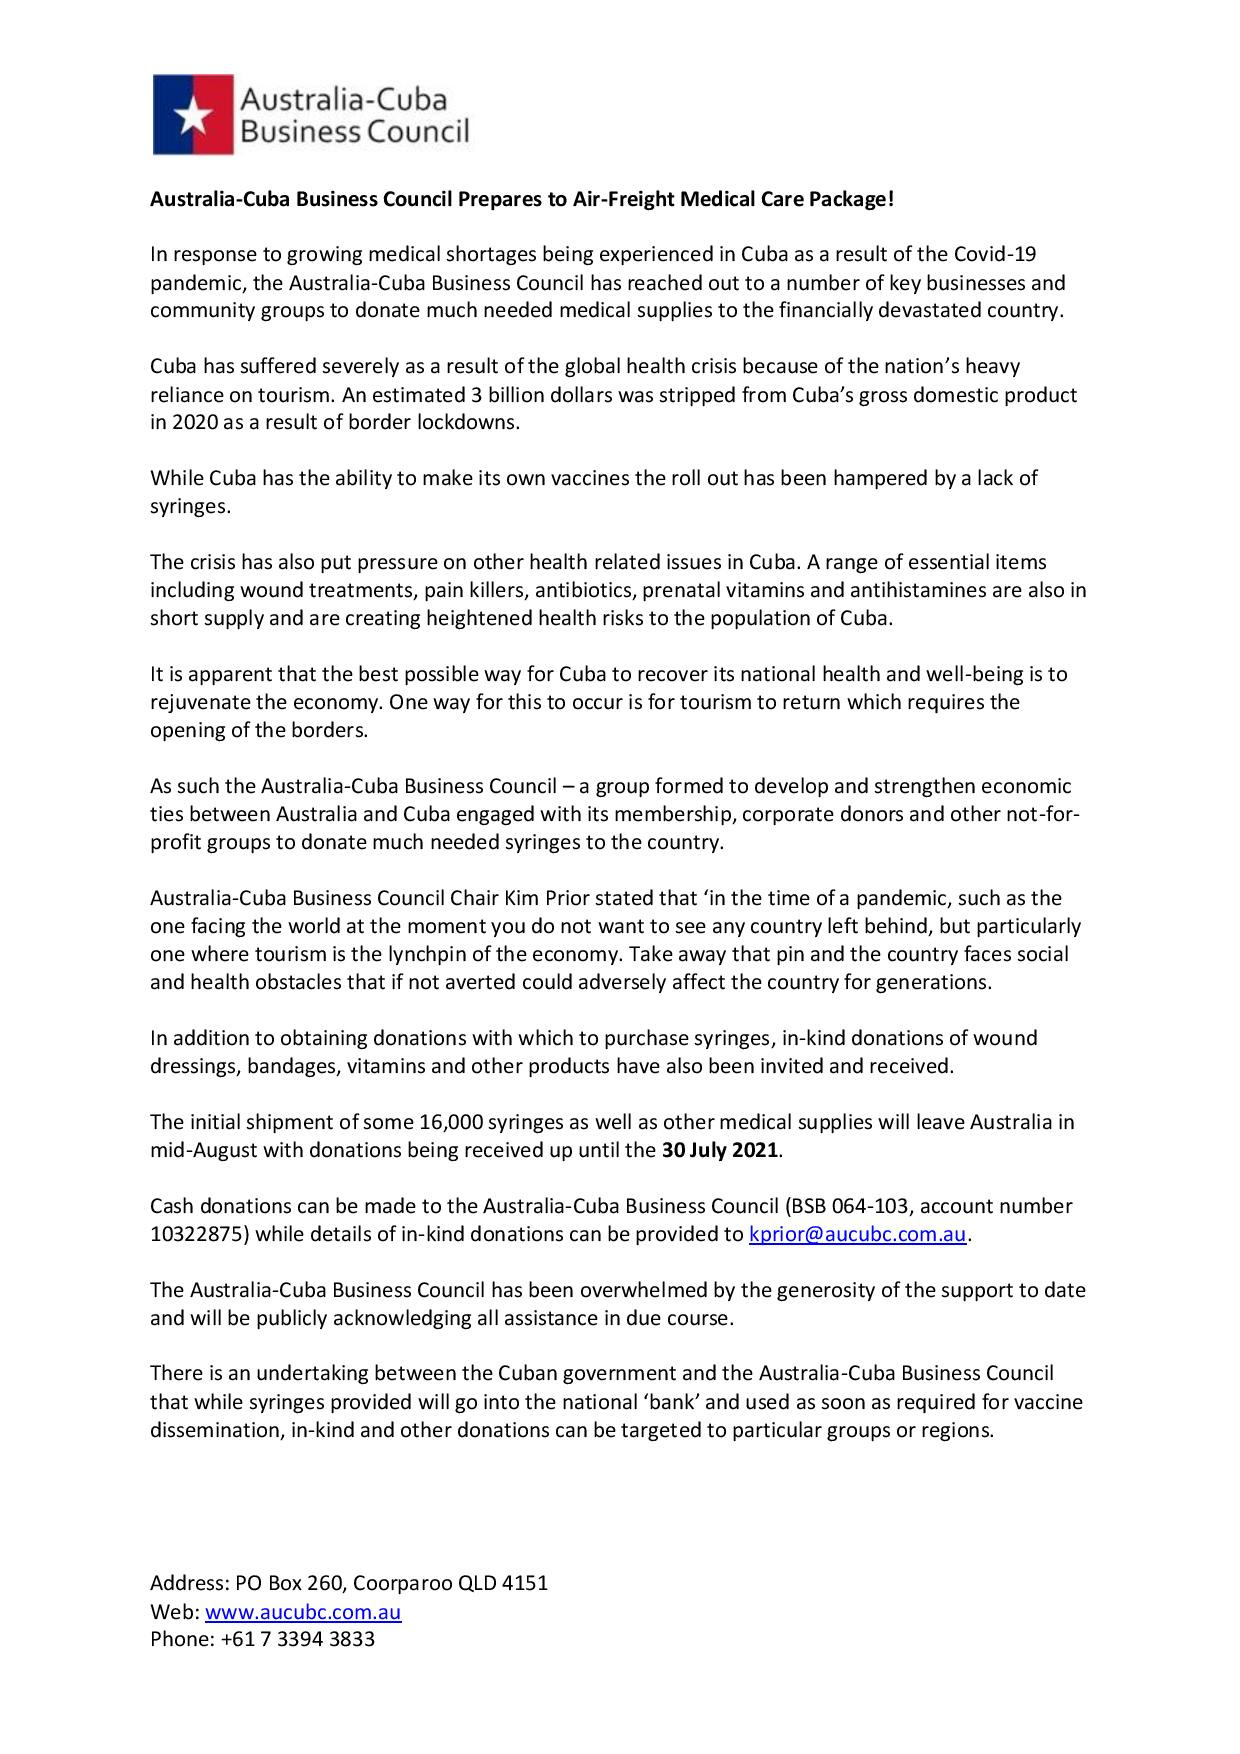 Australia-Cuba
Business Council
Australia-Cuba Business Council Prepares to Air-Freight Medical Care Package!
In response to growing medical shortages being experienced in Cuba as a result of the Covid-19
pandemic, the Australia-Cuba Business Council has reached out to a number of key businesses and
community groups to donate much needed medical supplies to the financially devastated country.
Cuba has suffered severely as a result of the global health crisis because of the nation’s heavy
reliance on tourism. An estimated 3 billion dollars was stripped from Cuba’s gross domestic product
in 2020 as a result of border lockdowns.
While Cuba has the ability to make its own vaccines the roll out has been hampered by a lack of
syringes.
The crisis has also put pressure on other health related issues in Cuba. A range of essential items
including wound treatments, pain killers, antibiotics, prenatal vitamins and antihistamines are also in
short supply and are creating heightened health risks to the population of Cuba.
It is apparent that the best possible way for Cuba to recover its national health and well-being is to
rejuvenate the economy. One way for this to occur is for tourism to return which requires the
opening of the borders.
As such the Australia-Cuba Business Council – a group formed to develop and strengthen economic
ties between Australia and Cuba engaged with its membership, corporate donors and other not-for-
profit groups to donate much needed syringes to the country.
Australia-Cuba Business Council Chair Kim Prior stated that ‘in the time of a pandemic, such as the
one facing the world at the moment you do not want to see any country left behind, but particularly
one where tourism is the lynchpin of the economy. Take away that pin and the country faces social
and health obstacles that if not averted could adversely affect the country for generations.
In addition to obtaining donations with which to purchase syringes, in-kind donations of wound
dressings, bandages, vitamins and other products have also been invited and received.
The initial shipment of some 16,000 syringes as well as other medical supplies will leave Australia in
mid-August with donations being received up until the 30 July 2021.
Cash donations can be made to the Australia-Cuba Business Council (BSB 064-103, account number
10322875) while details of in-kind donations can be provided to kprior@aucubc.com.au.
The Australia-Cuba Business Council has been overwhelmed by the generosity of the support to date
and will be publicly acknowledging all assistance in due course.
There is an undertaking between the Cuban government and the Australia-Cuba Business Council
that while syringes provided will go into the national ‘bank’ and used as soon as required for vaccine
dissemination, in-kind and other donations can be targeted to particular groups or regions.
Address: PO Box 260, Coorparoo QLD 4151
Web: www.aucubc.com.au
Phone: +61 7 3394 3833